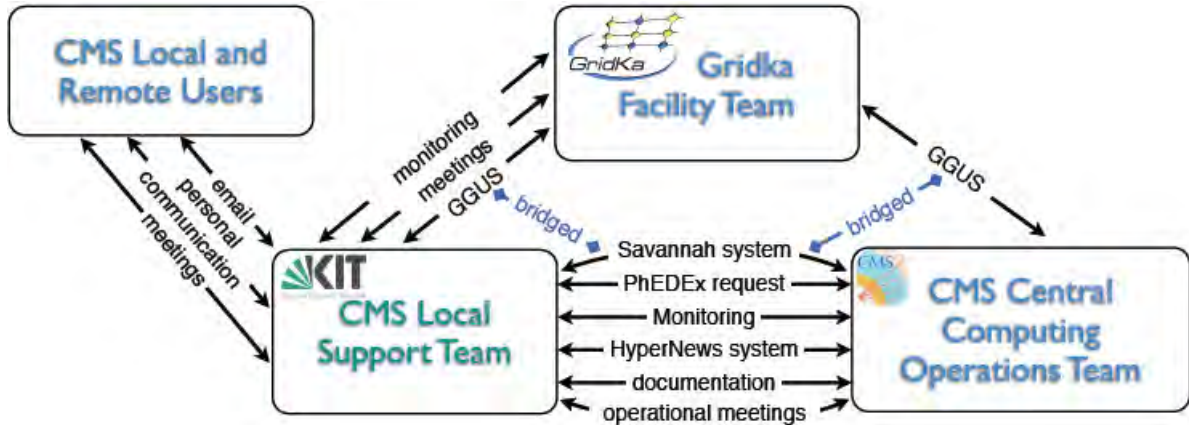 CMS Local and
Remote Users
GridKa
Gridka
Facility Team
monitoring
meetings
GGUS
GGUS
email
personal
communication
meetings
bridged
bridged
KIT
CMS Local
Support Team
Savannah system
PhEDEx request
Monitoring
HyperNews system
documentation
operational meetings
CMS
CMS Central
Computing
Operations Team